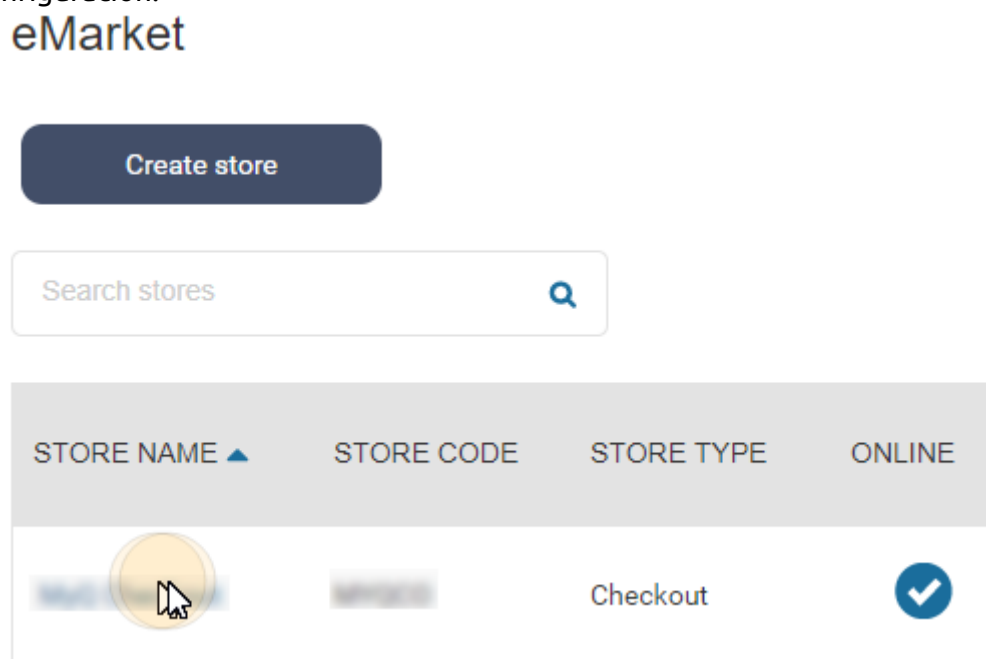 eMarket
Create store
Search stores
STORE NAME STORE CODE STORE TYPE ONLINE
Checkout